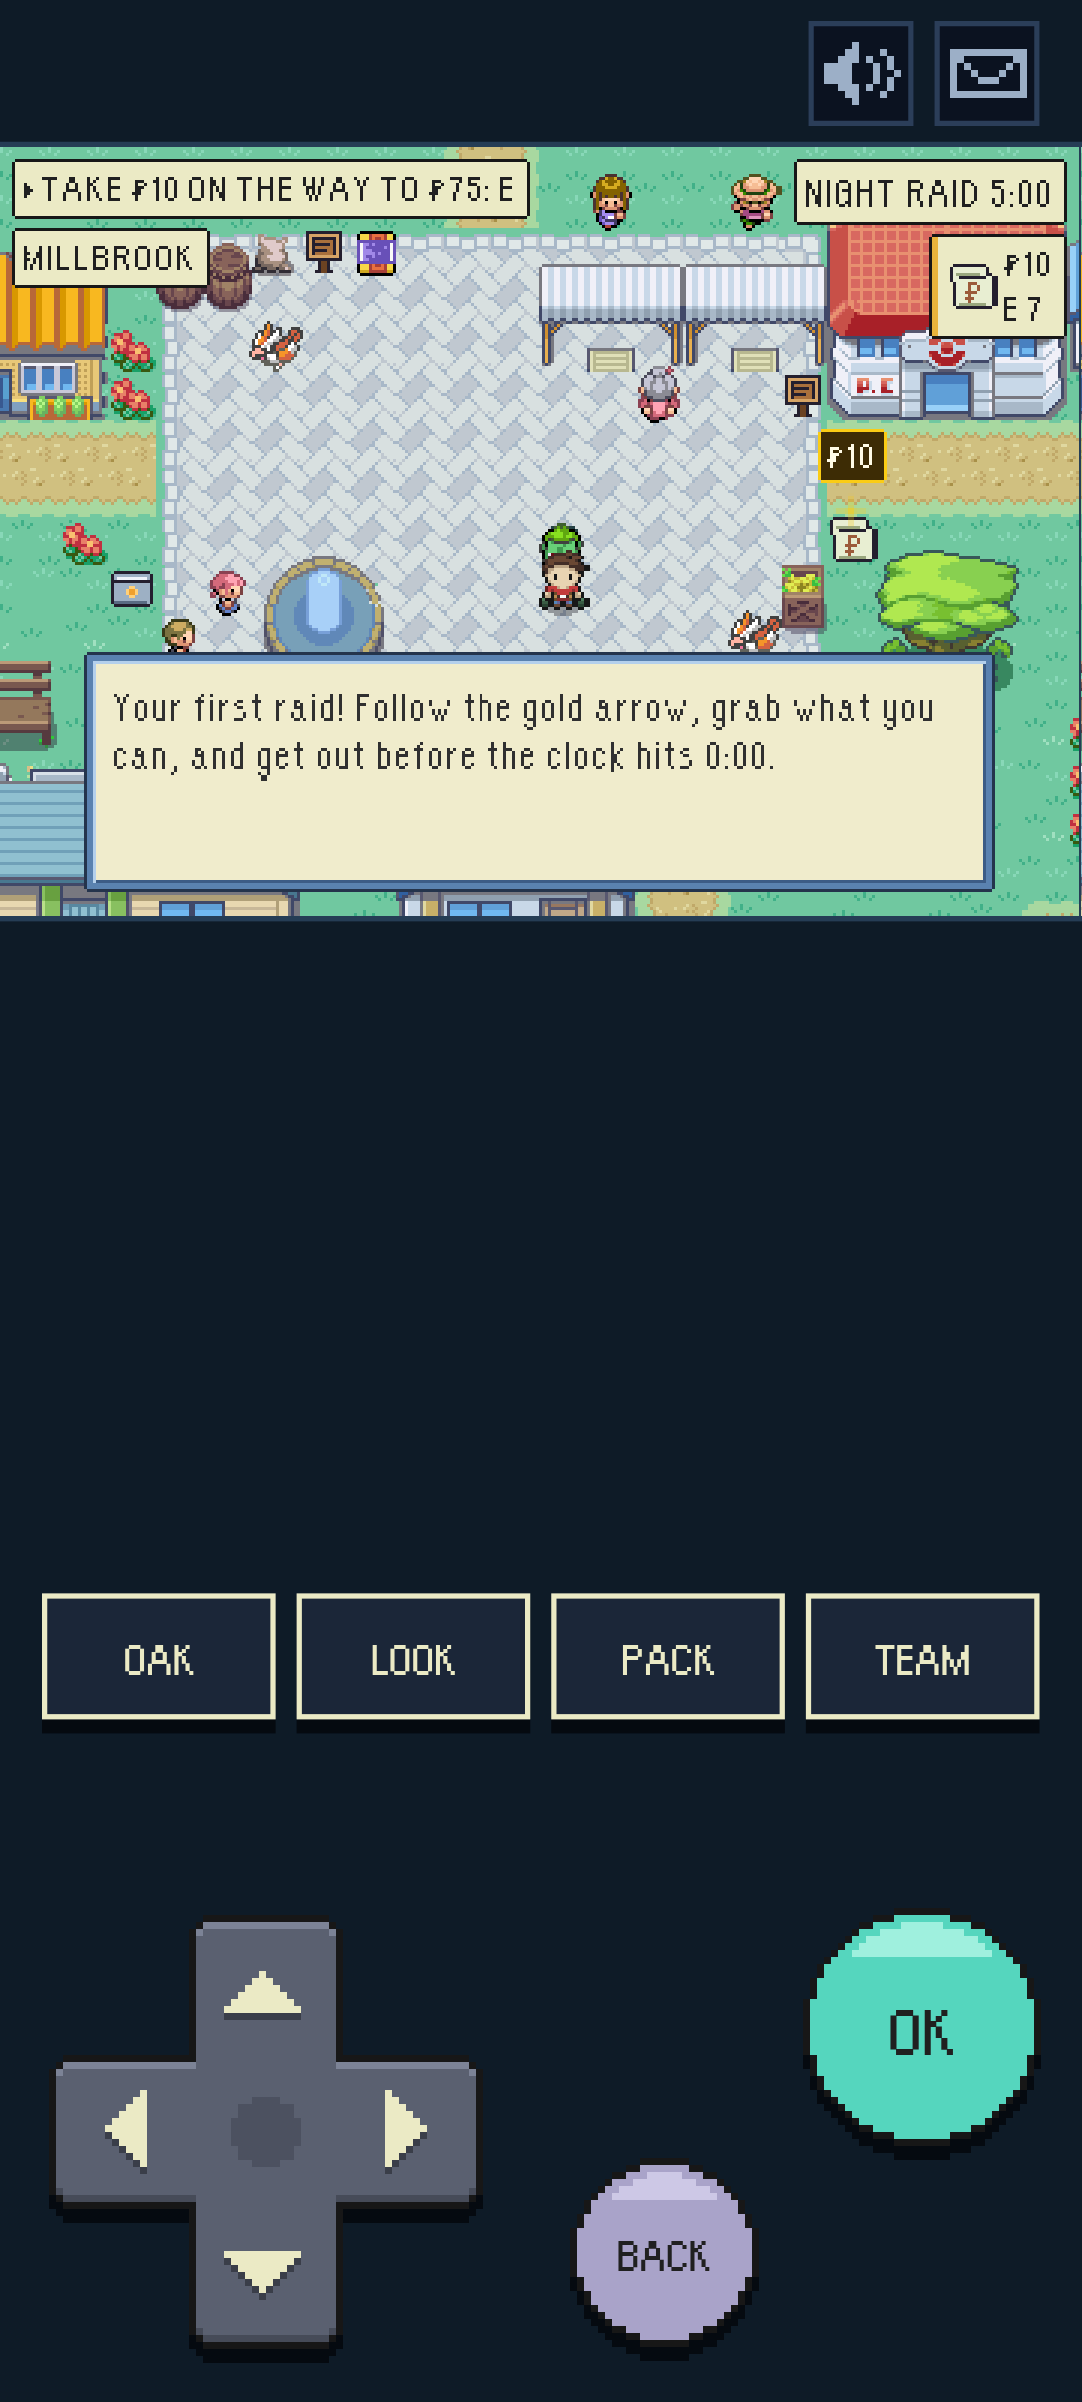 ▸TAKE ₽10 ON THE WAY TO ₽75: E
NIGHT RAID 5:00
MILLBROOK
₽10
₽
E 7
P.C
₽10
₽
Your first raid! Follow the gold arrow, grab what you
can, and get out before the clock hits 0:00.
OAK
LOOK
PACK
TEAM
OK
BACK